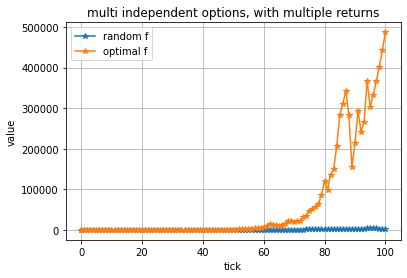 multi independent options, with multiple returns
random f
optimal f
500000
400000
300000
200000
100000
0
value
0 20 40 60 80 100
tick